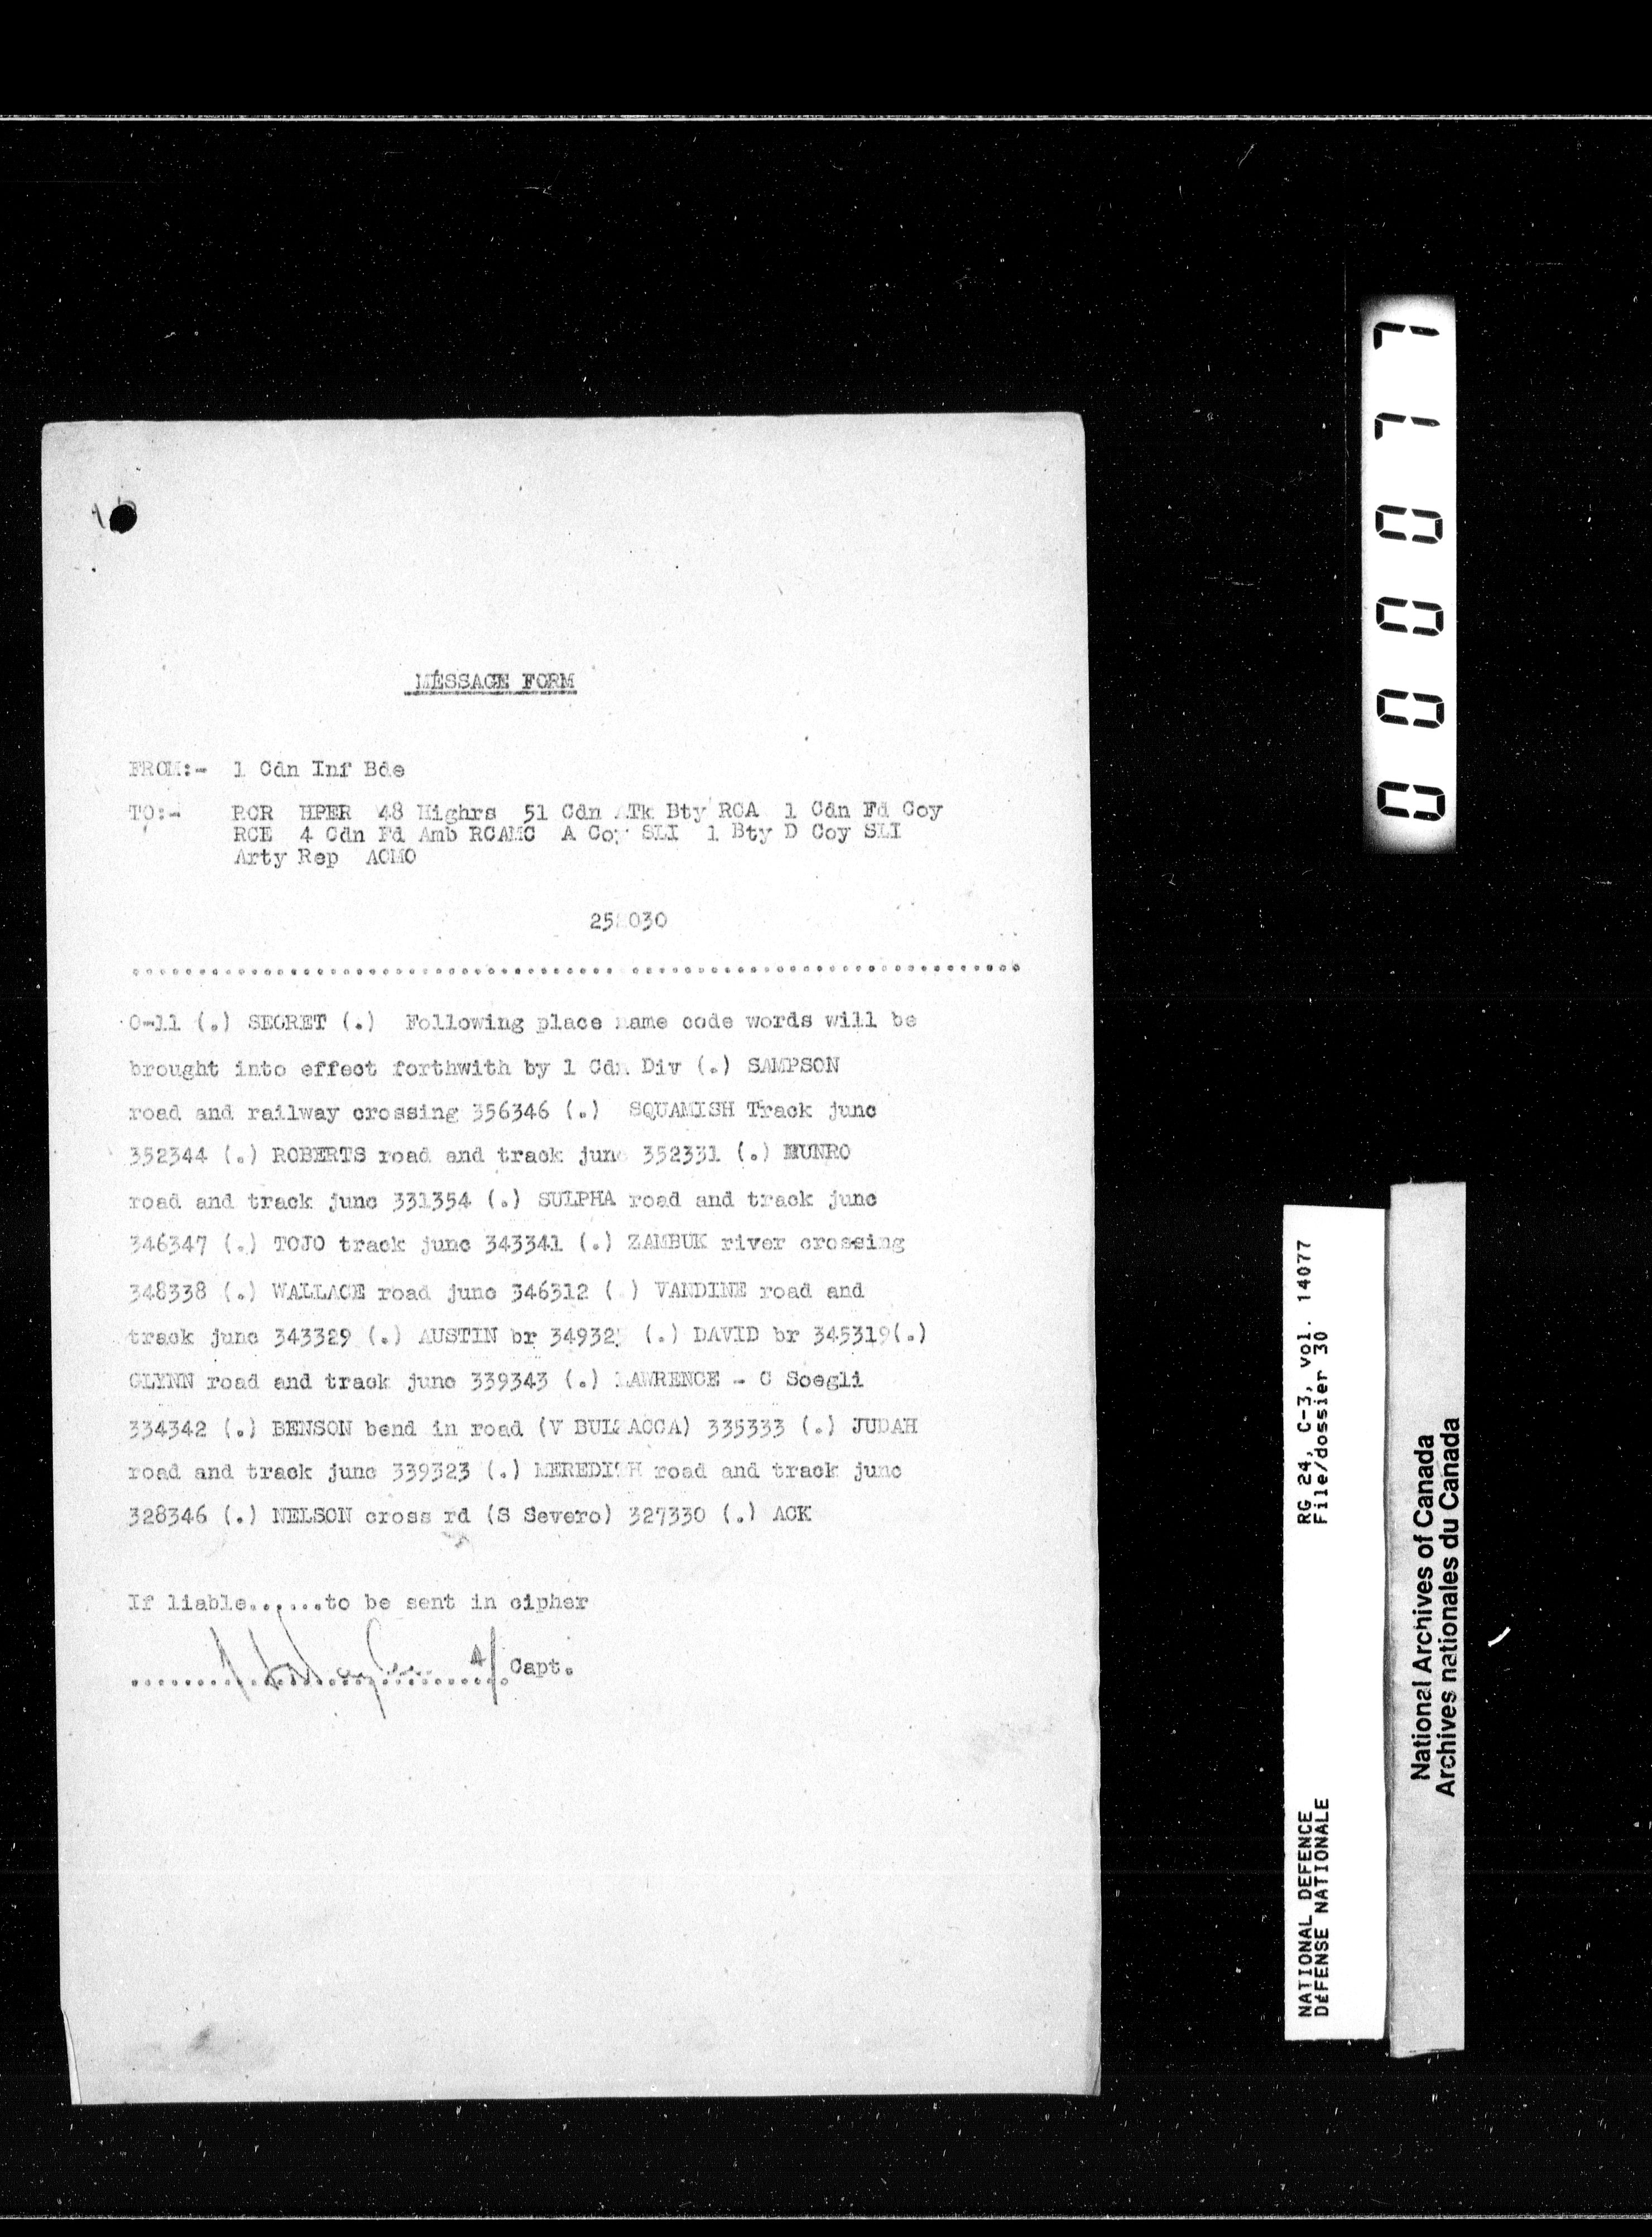 MESSAGE FORM
FROM:- 1 Cdn Inf Bde
TO:- RCR HPER 48 Highrs 51 Cdn ATk Bty RCA 1 Cdn Fd Coy
RCE 4 Cdn Fd Amb RCAMC A Coy SLI 1 Bty D Coy SLI
Arty Rep ACMO
252030
O-11 (.) SECRET (.) Following place name code words will be
brought into effect forthwith by 1 Cdn Div (.) SAMPSON
road and railway crossing 356346 (.) SQUAMISH Track junc
352344 (.) ROBERTS road and track junc 352331 (.) MUNRO
road and track junc 331354 (.) SULPHA road and track junc
346347 (.) TOJO track junc 343341 (.) ZAMBUK river crossing
348338 (.) WALLACE road junc 346312 (.) VANDINE road and
track junc 343329 (.) AUSTIN br (.) DAVID br 345319(.)
GLYNN road and track junc 339343 (.) LAWRENCE - C Soegli
334342 (.) BENSON bend in road (V BULZACCA) 335333 (.) JUDAH
road and track junc 339323 (.) MEREDITH road and track junc
328346 (.) NELSON cross rd (S Severo) 327330 (.) ACK
If liable.......to be sent in cipher
A/ Capt.
000077
RG 24, C-3, vol. 14077
File/dossier 30
NATIONAL DEFENCE
DÉFENSE NATIONALE
National Archives of Canada
Archives nationales du Canada